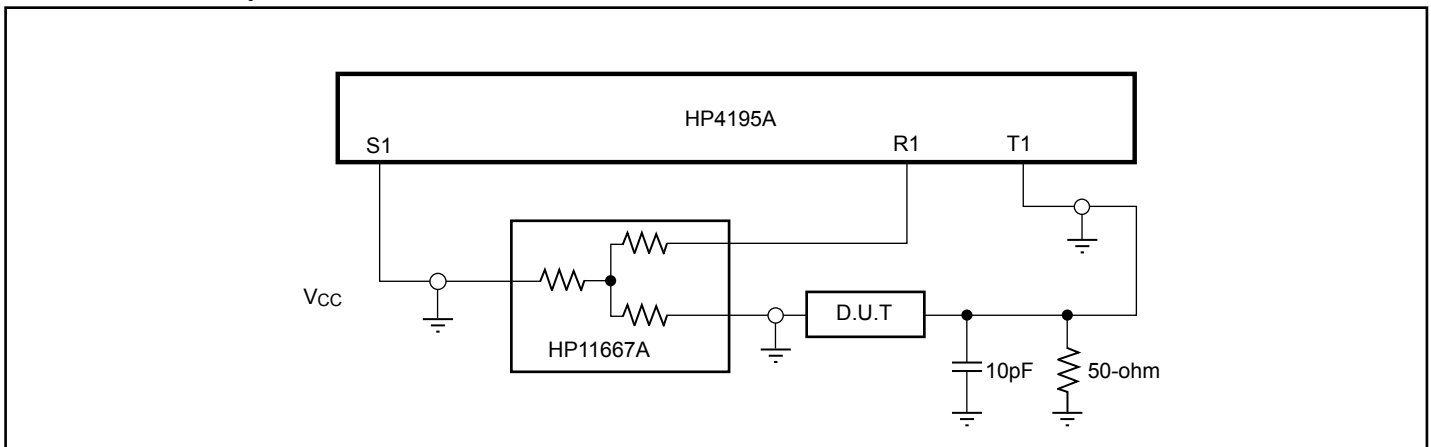 HP4195A
S1
R1
T1
VCC
HP11667A
D.U.T
10pF
50-ohm